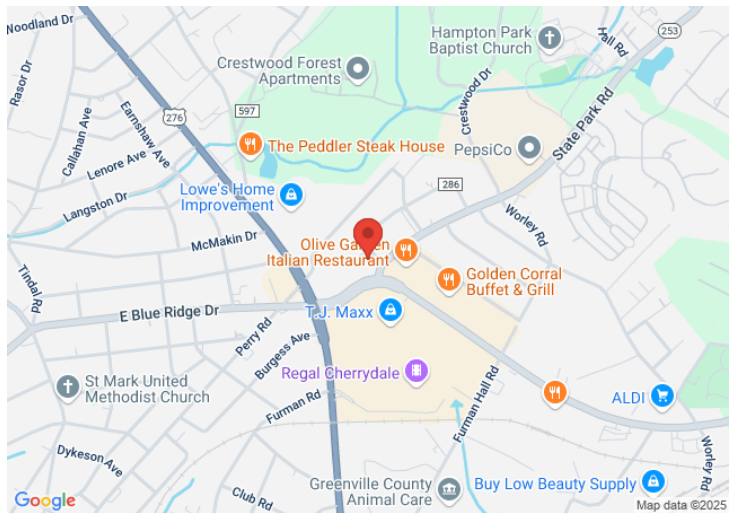 Woodland Dr
Hampton Park
Baptist Church
Hall Rd
253
Rasor Dr
Crestwood Forest
Apartments
Crestwood Dr
State Park Rd
Callahan Ave
Earnshaw Ave
276
597
The Peddler Steak House
PepsiCo
Lenore Ave
Langston Dr
Lowe's Home
Improvement
286
Worley Rd
McMakin Dr
Olive Garden
Italian Restaurant
Tindal Rd
Golden Corral
Buffet & Grill
E Blue Ridge Dr
T.J. Maxx
Perry Rd
Burgess Ave
Regal Cherrydale
St Mark United
Methodist Church
Furman Rd
Furman Hall Rd
ALDI
Dykeson Ave
Club Rd
Greenville County
Animal Care
Buy Low Beauty Supply
Worley Rd
Google
Map data ©2025